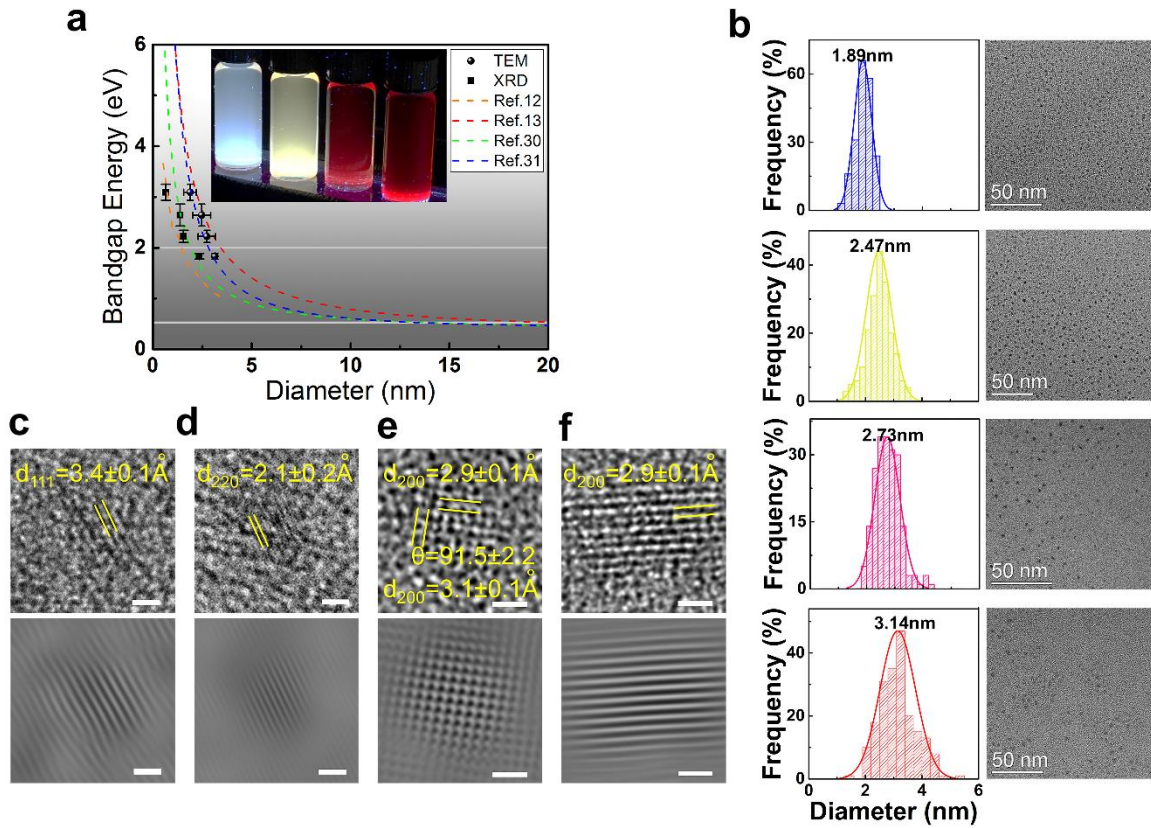 a
Bandgap Energy (eV)
6
4
2
0
0 5 10 15 20
Diameter (nm)
TEM
XRD
Ref.12
Ref.13
Ref.30
Ref.31
b
Frequency (%)
60
30
0
1.89nm
50 nm
Frequency (%)
40
20
0
2.47nm
50 nm
Frequency (%)
30
15
0
2.73nm
50 nm
Frequency (%)
40
20
0
3.14nm
0 2 4 6
Diameter (nm)
50 nm
c
d111=3.4±0.1Å
d
d220=2.1±0.2Å
e
d200=2.9±0.1Å
θ=91.5±2.2
d200=3.1±0.1Å
f
d200=2.9±0.1Å